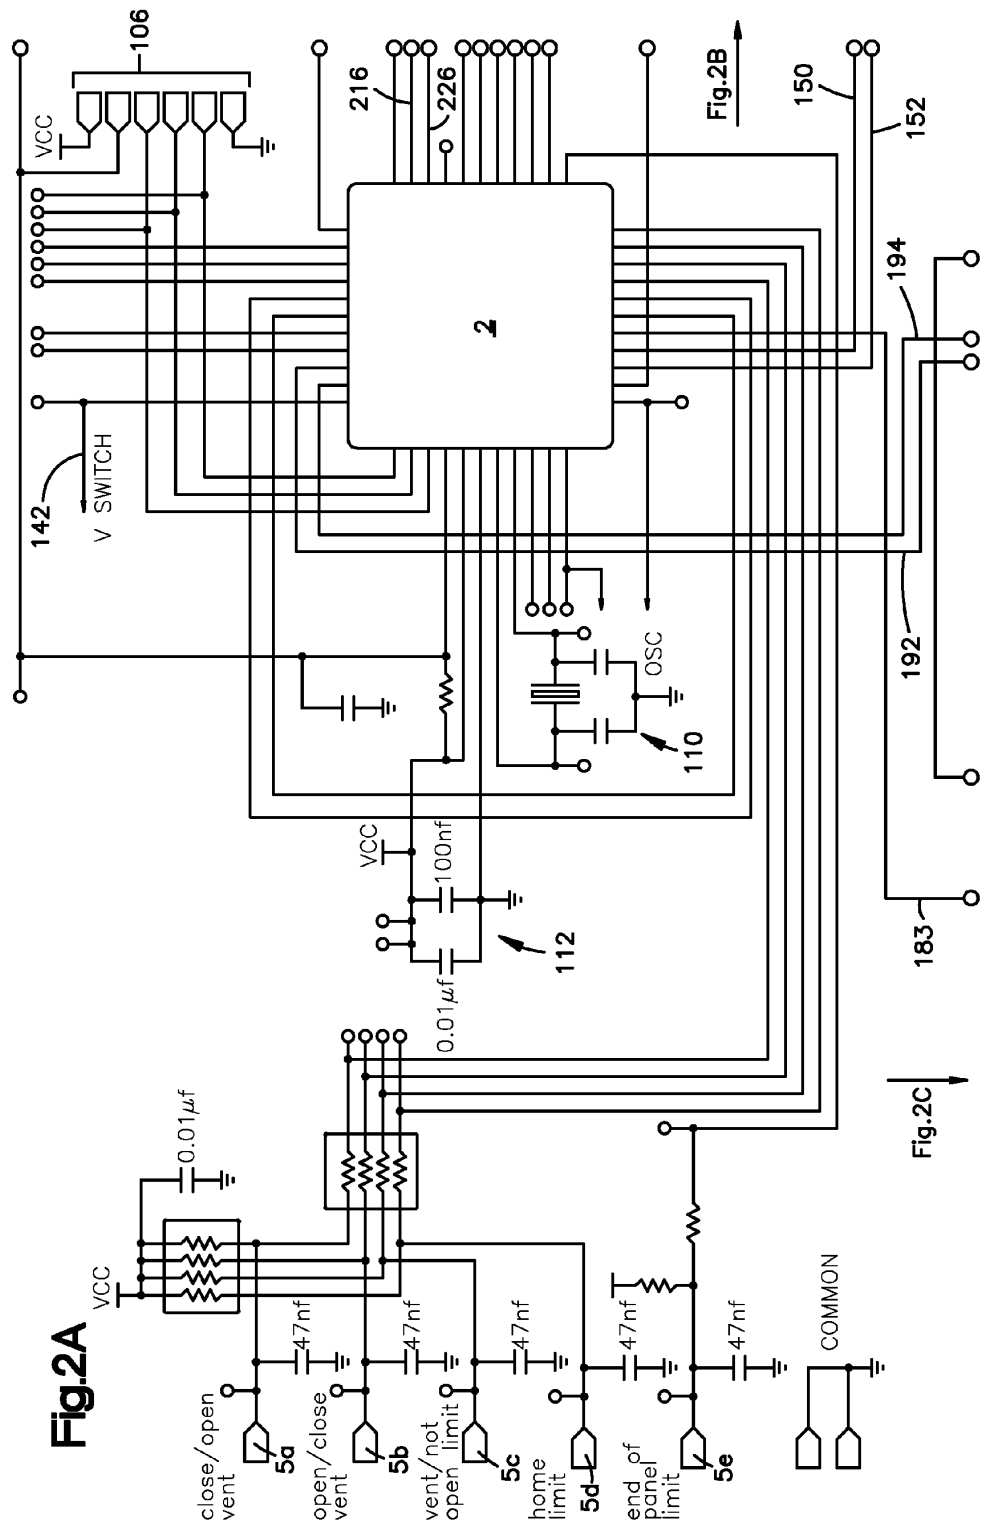 Fig.2A
close/open
vent
5a
open/close
vent
5b
vent/not
open limit
5c
home
limit
5d
end of
panel
limit
5e
COMMON
47nf
47nf
47nf
47nf
47nf
VCC
0.01µf
Fig.2C
VCC
100nf
0.01µf
112
183
110
OSC
192
194
142
V SWITCH
2
VCC
106
216
226
Fig.2B
150
152